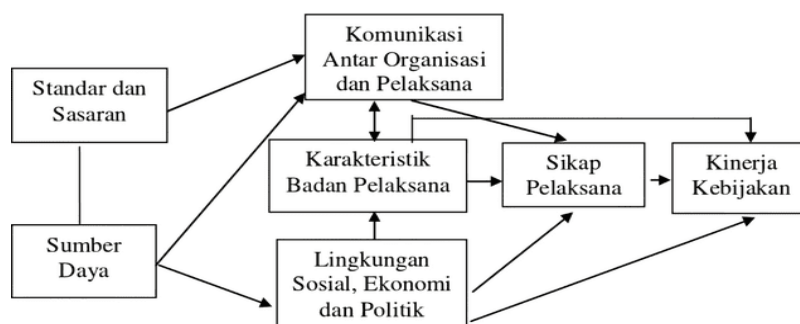 Komunikasi
Antar Organisasi
dan Pelaksana
Standar dan
Sasaran
Karakteristik
Badan Pelaksana
Sikap
Pelaksana
Kinerja
Kebijakan
Sumber
Daya
Lingkungan
Sosial, Ekonomi
dan Politik